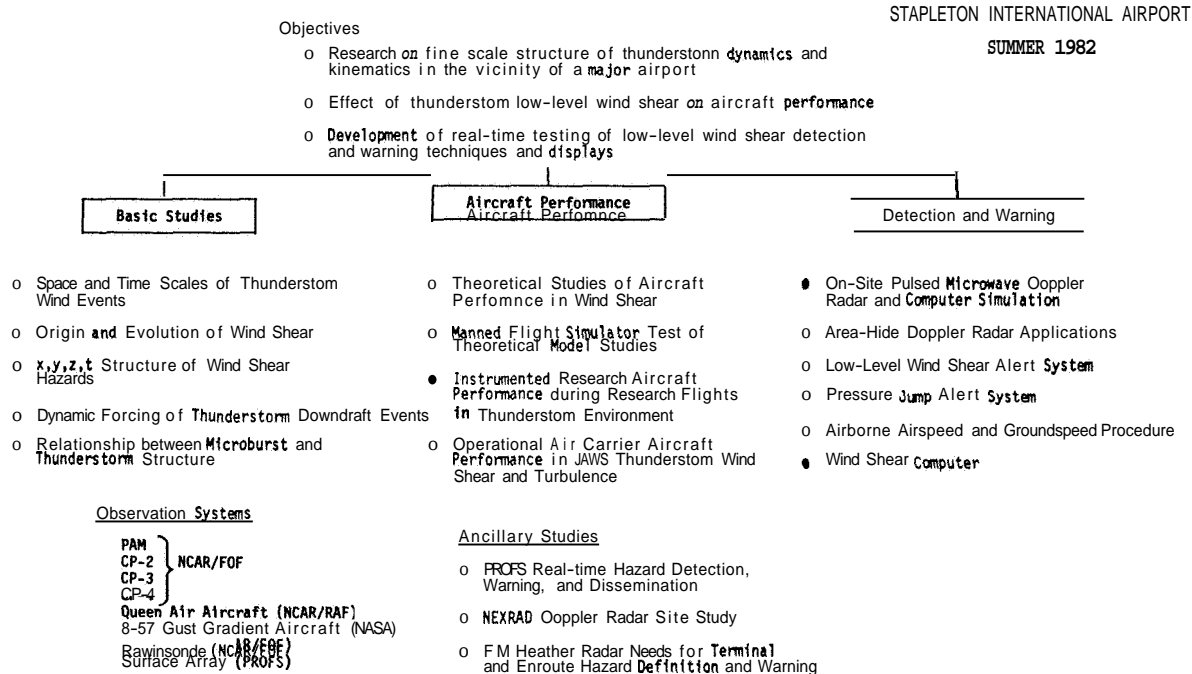 STAPLETON INTERNATIONAL AIRPORT
SUMMER 1982
Objectives
o Research on fine scale structure of thunderstonn dynamics and
kinematics in the vicinity of a major airport
o Effect of thunderstom low-level wind shear on aircraft performance
o Development of real-time testing of low-level wind shear detection
and warning techniques and displays
Basic Studies
o Space and Time Scales of Thunderstom
Wind Events
o Origin and Evolution of Wind Shear
o x,y,z,t Structure of Wind Shear
Hazards
o Dynamic Forcing of Thunderstorm Downdraft Events
o Relationship between Microburst and
Thunderstorm Structure
Aircraft Performance
Aircraft Perfomnce
o Theoretical Studies of Aircraft
Perfomnce in Wind Shear
o Manned Flight Simulator Test of
Theoretical Model Studies
● Instrumented Research Aircraft
Performance during Research Flights
in Thunderstom Environment
o Operational Air Carrier Aircraft
Performance in JAWS Thunderstom Wind
Shear and Turbulence
Detection and Warning
● On-Site Pulsed Microwave Ooppler
Radar and Computer Simulation
o Area-Hide Doppler Radar Applications
o Low-Level Wind Shear Alert System
o Pressure Jump Alert System
o Airborne Airspeed and Groundspeed Procedure
● Wind Shear Computer
Observation Systems
PAM
CP-2
CP-3
CP-4
NCAR/FOF
Queen Air Aircraft (NCAR/RAF)
8-57 Gust Gradient Aircraft (NASA)
Rawinsonde (NCAR/FOF)
Surface Array (PROFS)
Ancillary Studies
o PROFS Real-time Hazard Detection,
Warning, and Dissemination
o NEXRAD Ooppler Radar Site Study
o FM Heather Radar Needs for Terminal
and Enroute Hazard Definition and Warning